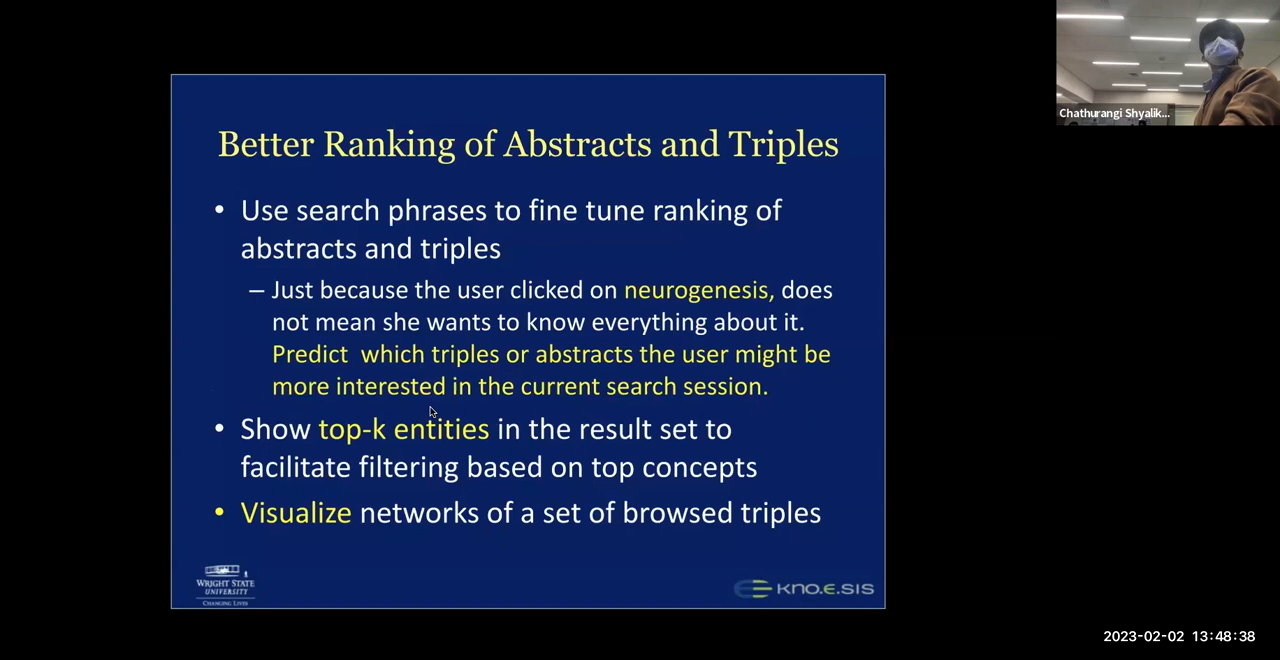 Chathurangi Shyalik...
Better Ranking of Abstracts and Triples
• Use search phrases to fine tune ranking of
abstracts and triples
– Just because the user clicked on neurogenesis, does
not mean she wants to know everything about it.
Predict which triples or abstracts the user might be
more interested in the current search session.
• Show top-k entities in the result set to
facilitate filtering based on top concepts
• Visualize networks of a set of browsed triples
WRIGHT STATE
UNIVERSITY
CHANGING LIVES
kno.e.sis
2023-02-02 13:48:38